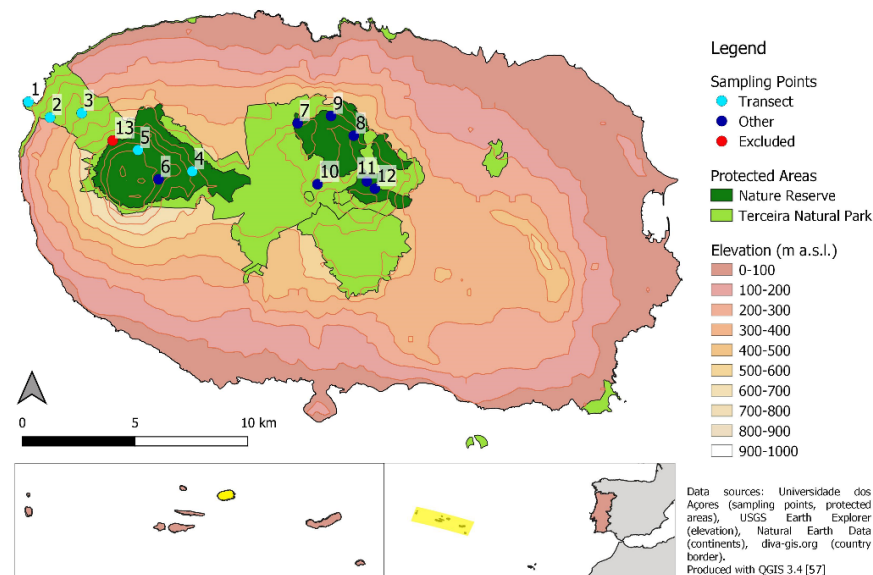 Legend
Sampling Points
Transect
Other
Excluded
Protected Areas
Nature Reserve
Terceira Natural Park
Elevation (m a.s.l.)
0-100
100-200
200-300
300-400
400-500
500-600
600-700
700-800
800-900
900-1000
1
2
3
13
5
4
6
7
9
8
10
11
12
0 5 10 km
Data sources: Universidade dos
Açores (sampling points, protected
areas), USGS Earth Explorer
(elevation), Natural Earth Data
(continents), diva-gis.org (country
border).
Produced with QGIS 3.4 [57]